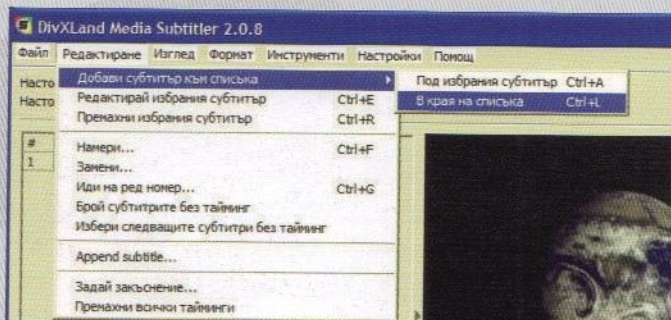 DivXLand Media Subtitler 2.0.8
Файл Редактиране Изглед Формат Инструменти Настройки Помощ
Насто
Насто
Добави субтитър към списъка
Редактирай избрания субтитър Ctrl+E
Премахни избрания субтитър Ctrl+R
Намери... Ctrl+F
Замени...
Иди на ред номер... Ctrl+G
Брой субтитрите без тайминг
Избери следващите субтитри без тайминг
Append subtitle...
Задай закъснение...
Премахни всички тайминги
Под избрания субтитър Ctrl+A
В края на списъка Ctrl+L
#
1